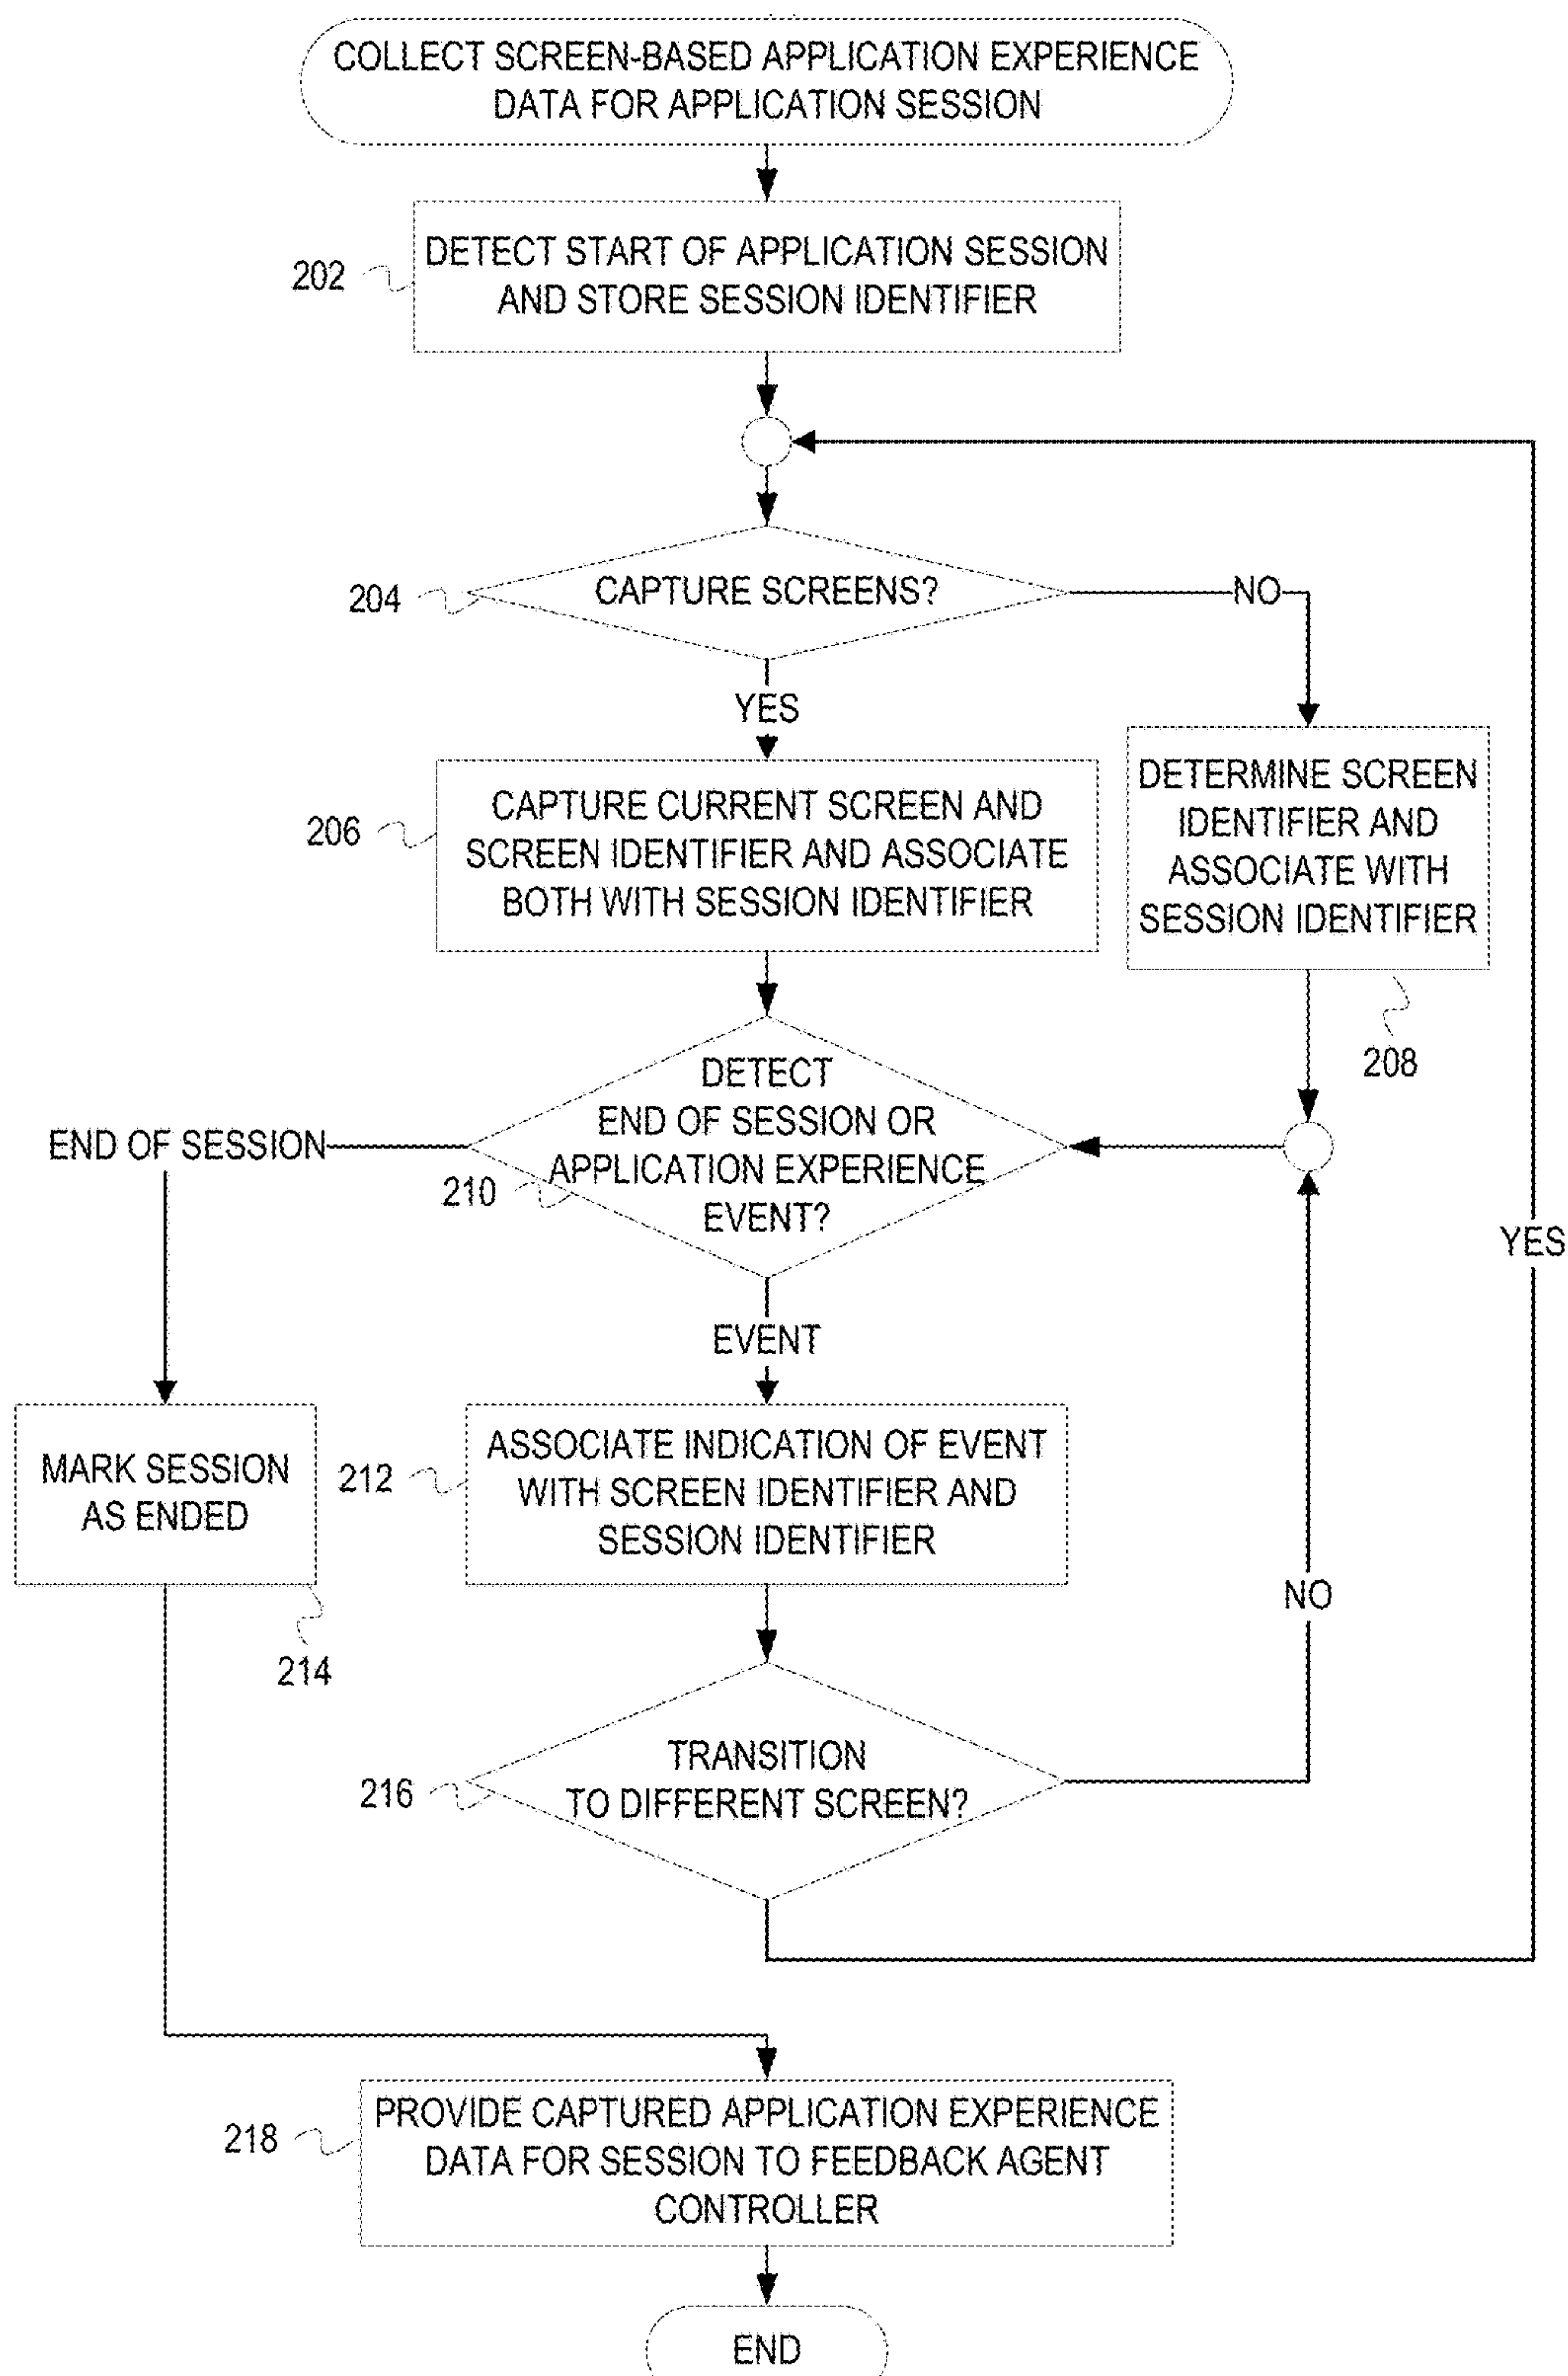 COLLECT SCREEN-BASED APPLICATION EXPERIENCE
DATA FOR APPLICATION SESSION
202
DETECT START OF APPLICATION SESSION
AND STORE SESSION IDENTIFIER
204
CAPTURE SCREENS?
NO
YES
206
CAPTURE CURRENT SCREEN AND
SCREEN IDENTIFIER AND ASSOCIATE
BOTH WITH SESSION IDENTIFIER
DETERMINE SCREEN
IDENTIFIER AND
ASSOCIATE WITH
SESSION IDENTIFIER
208
DETECT
END OF SESSION OR
APPLICATION EXPERIENCE
EVENT?
210
END OF SESSION
YES
EVENT
MARK SESSION
AS ENDED
214
212
ASSOCIATE INDICATION OF EVENT
WITH SCREEN IDENTIFIER AND
SESSION IDENTIFIER
NO
216
TRANSITION
TO DIFFERENT SCREEN?
218
PROVIDE CAPTURED APPLICATION EXPERIENCE
DATA FOR SESSION TO FEEDBACK AGENT
CONTROLLER
END